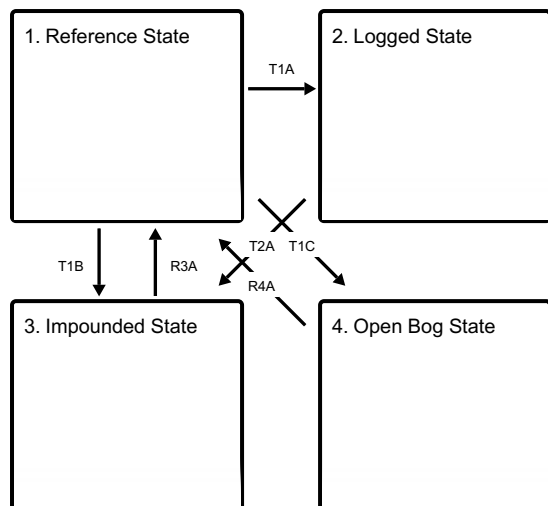 1. Reference State
2. Logged State
T1A
T1B
R3A
T2A
T1C
R4A
3. Impounded State
4. Open Bog State